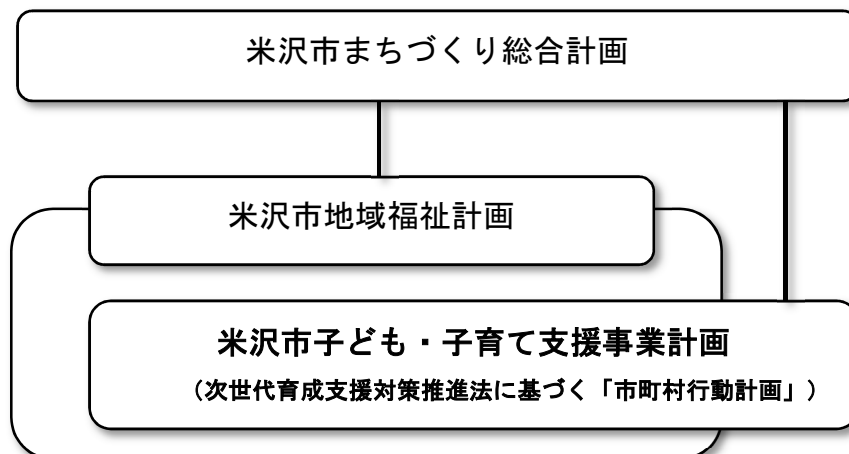 米沢市まちづくり総合計画
米沢市地域福祉計画
米沢市子ども・子育て支援事業計画
（次世代育成支援対策推進法に基づく「市町村行動計画」）